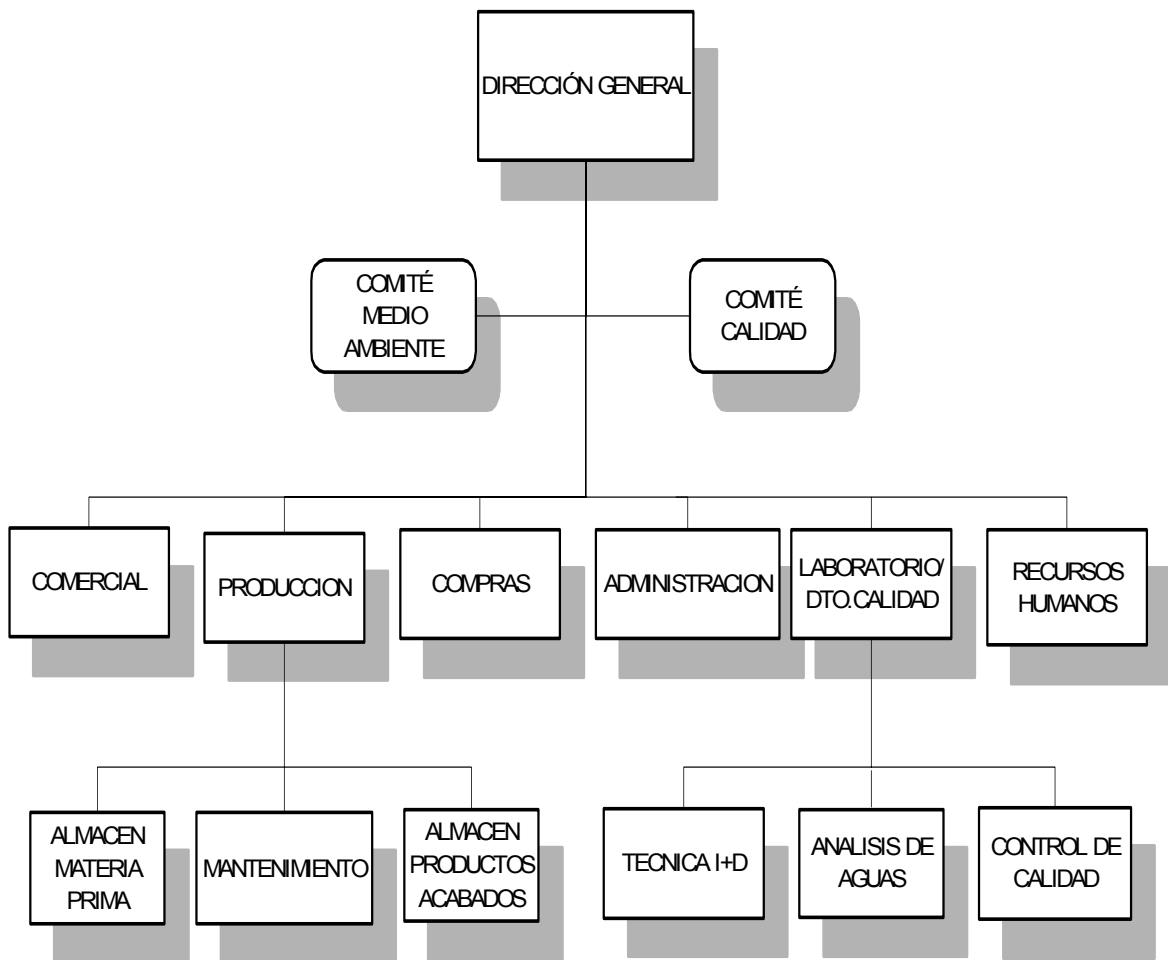 DIRECCIÓN GENERAL
COMITÉ
MEDIO
AMBIENTE
COMITÉ
CALIDAD
COMERCIAL
PRODUCCION
COMPRAS
ADMINISTRACION
LABORATORIO/
DTO.CALIDAD
RECURSOS
HUMANOS
ALMACEN
MATERIA
PRIMA
MANTENIMIENTO
ALMACEN
PRODUCTOS
ACABADOS
TECNICA I+D
ANALISIS DE
AGUAS
CONTROL DE
CALIDAD